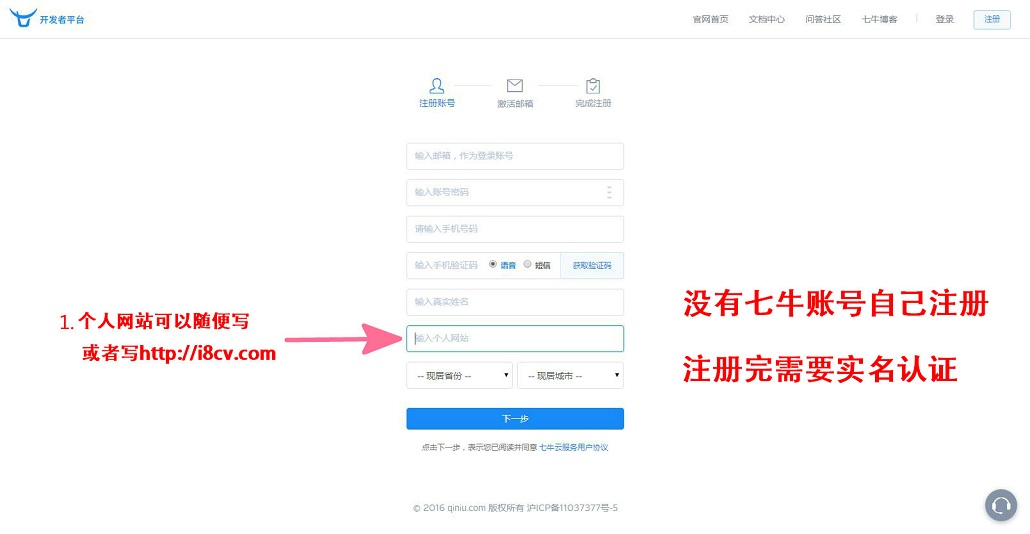 开发者平台
官网首页 文档中心 问答社区 七牛博客 登录 注册
注册账号 激活邮箱 完成注册
输入邮箱，作为登录账号
输入账号密码
请输入手机号码
输入手机验证码 语音 短信 获取验证码
输入真实姓名
输入个人网站
-- 现居省份 -- -- 现居城市 --
下一步
点击下一步，表示您已阅读并同意 七牛云服务用户协议
1. 个人网站可以随便写
或者写http://i8cv.com
没有七牛账号自己注册
注册完需要实名认证
© 2016 qiniu.com 版权所有 沪ICP备11037377号-5